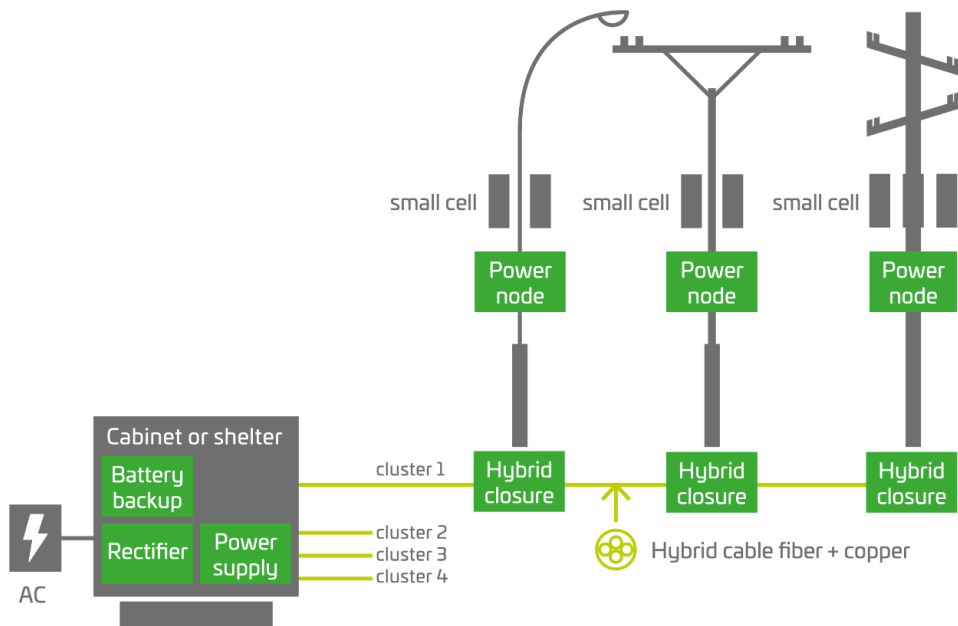 small cell
small cell
small cell
Power
node
Power
node
Power
node
Cabinet or shelter
Battery
backup
Rectifier
Power
supply
AC
cluster 1
cluster 2
cluster 3
cluster 4
Hybrid
closure
Hybrid
closure
Hybrid
closure
Hybrid cable fiber + copper